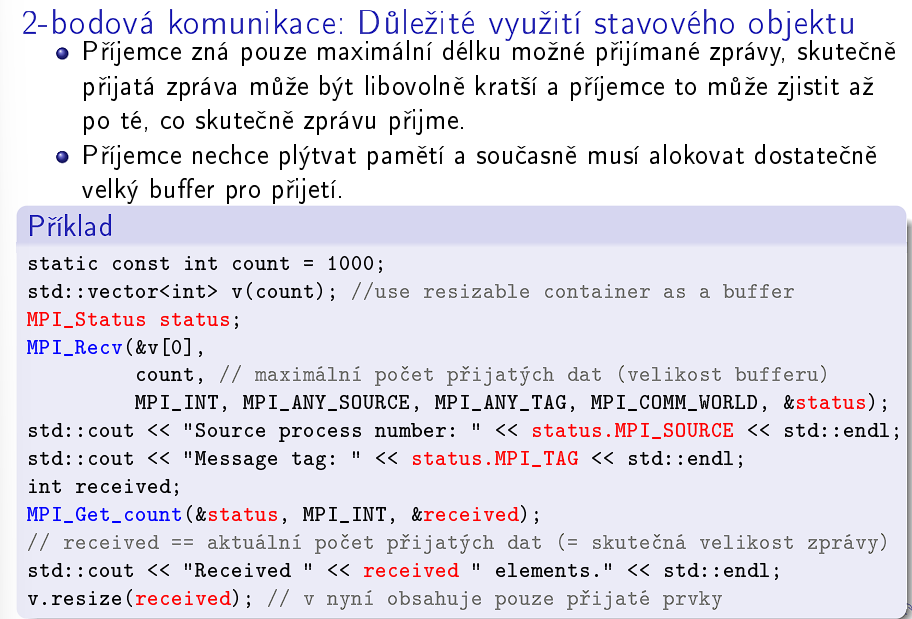 2-bodová komunikace: Důležité využití stavového objektu
Příjemce zná pouze maximální délku možné přijímané zprávy, skutečně
přijatá zpráva může být libovolně kratší a příjemce to může zjistit až
po té, co skutečně zprávu přijme.
Příjemce nechce plýtvat pamětí a současně musí alokovat dostatečně
velký buffer pro přijetí.
Příklad
static const int count = 1000;
std::vector<int> v(count); //use resizable container as a buffer
MPI_Status status;
MPI_Recv(&v[0],
count, // maximální počet přijatých dat (velikost bufferu)
MPI_INT, MPI_ANY_SOURCE, MPI_ANY_TAG, MPI_COMM_WORLD, &status);
std::cout << "Source process number: " << status.MPI_SOURCE << std::endl;
std::cout << "Message tag: " << status.MPI_TAG << std::endl;
int received;
MPI_Get_count(&status, MPI_INT, &received);
// received == aktuální počet přijatých dat (= skutečná velikost zprávy)
std::cout << "Received " << received " elements." << std::endl;
v.resize(received); // v nyní obsahuje pouze přijaté prvky